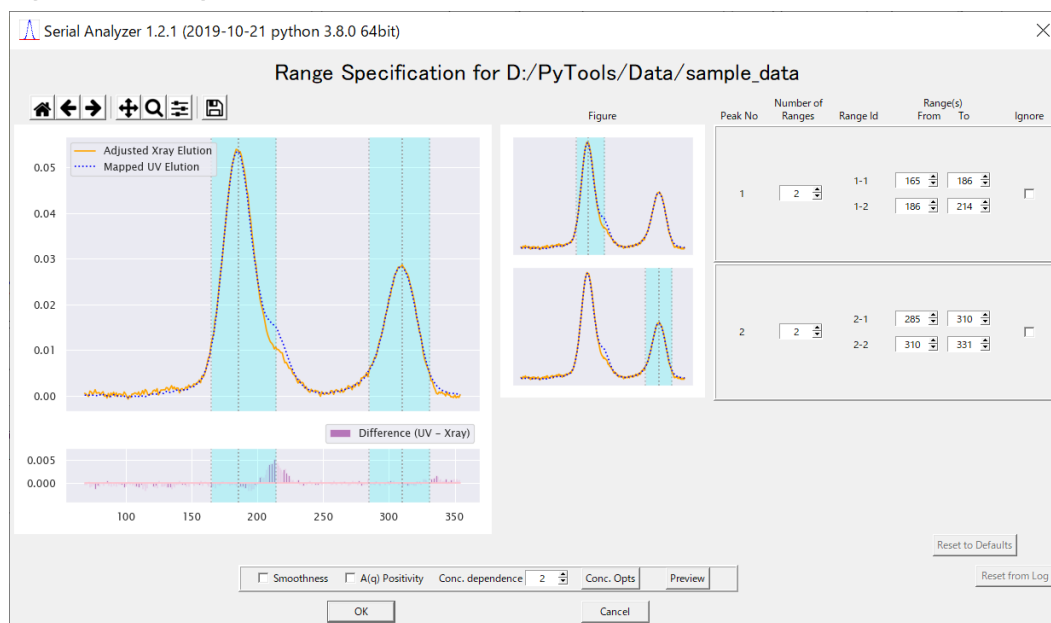 Serial Analyzer 1.2.1 (2019-10-21 python 3.8.0 64bit)
Range Specification for D:/PyTools/Data/sample_data
Figure
Peak No
Number of
Ranges
Range Id
Range(s)
From To
Ignore
Adjusted Xray Elution
Mapped UV Elution
0.05
0.04
0.03
0.02
0.01
0.00
1
2
1-1
165
186
1-2
186
214
2
2
2-1
285
310
2-2
310
331
Difference (UV − Xray)
0.005
0.000
100 150 200 250 300 350
Reset to Defaults
Reset from Log
Smoothness
A(q) Positivity
Conc. dependence 2
Conc. Opts
Preview
OK
Cancel